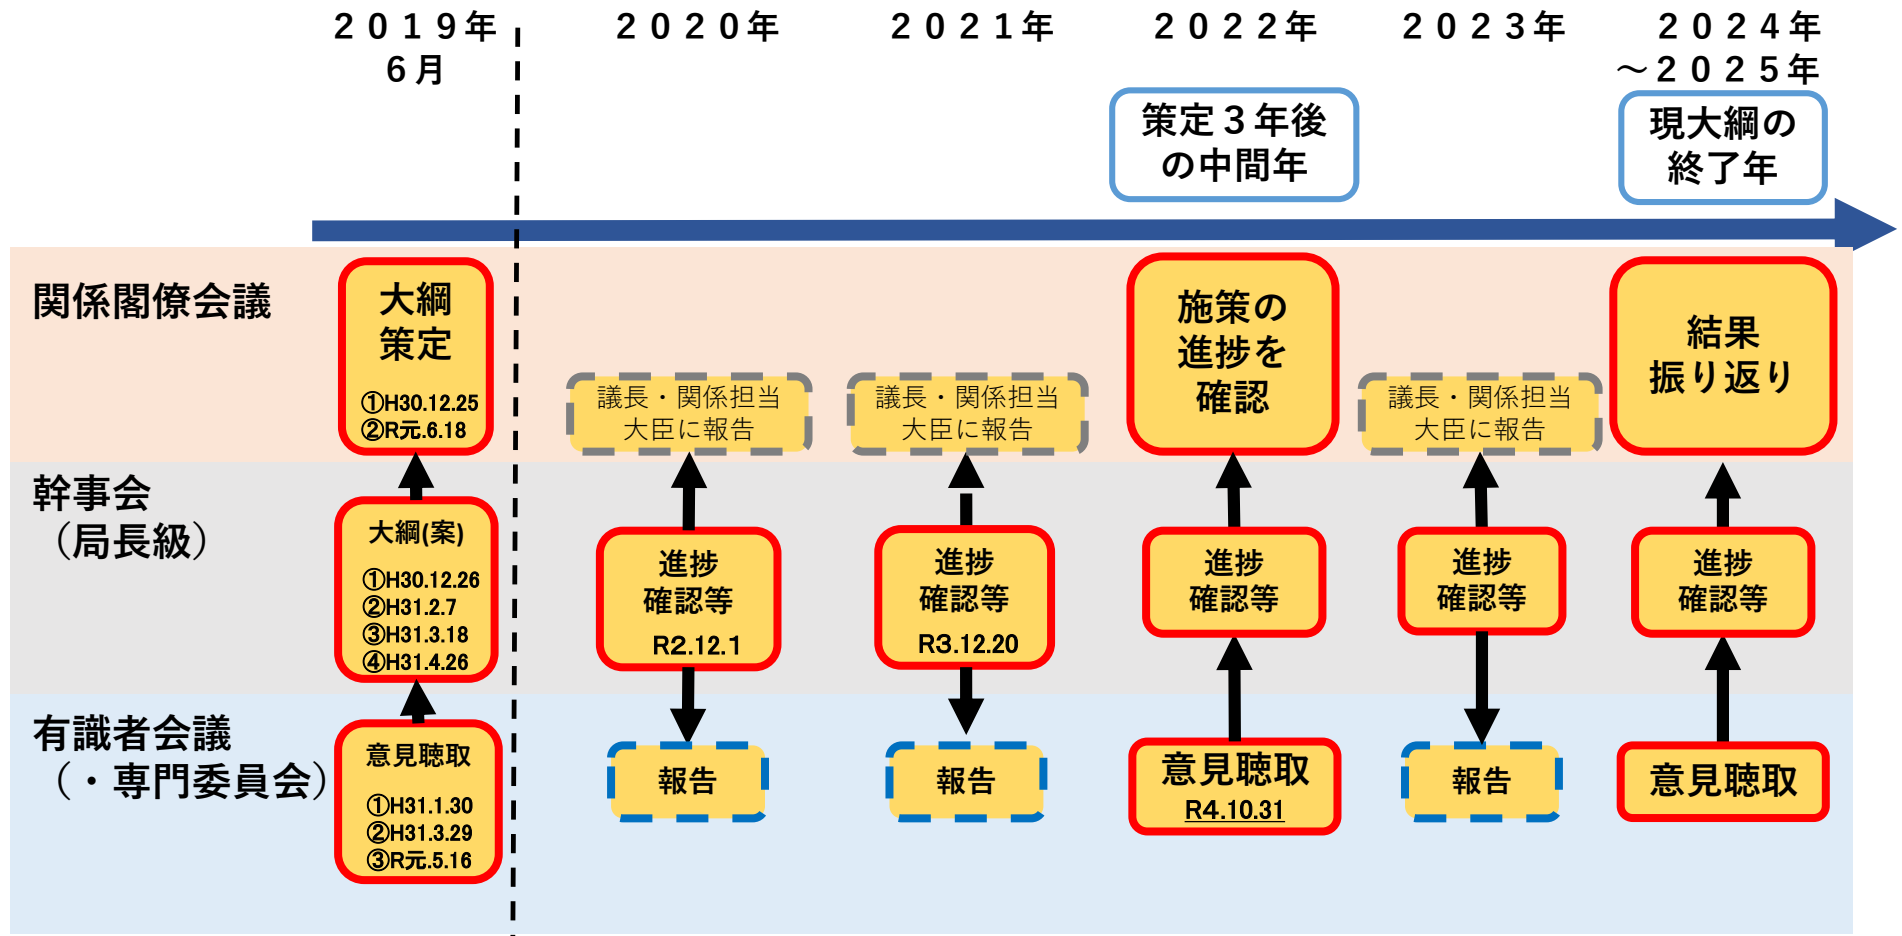 ２０１９年
６月
２０２０年
２０２１年
２０２２年
２０２３年
２０２４年
～２０２５年
策定３年後
の中間年
現大綱の
終了年
関係閣僚会議
大綱
策定
①H30.12.25
②R元.6.18
議長・関係担当
大臣に報告
議長・関係担当
大臣に報告
施策の
進捗を
確認
議長・関係担当
大臣に報告
結果
振り返り
幹事会
（局長級）
大綱(案)
①H30.12.26
②H31.2.7
③H31.3.18
④H31.4.26
進捗
確認等
R2.12.1
進捗
確認等
R3.12.20
進捗
確認等
進捗
確認等
進捗
確認等
有識者会議
（・専門委員会）
意見聴取
①H31.1.30
②H31.3.29
③R元.5.16
報告
報告
意見聴取
R4.10.31
報告
意見聴取